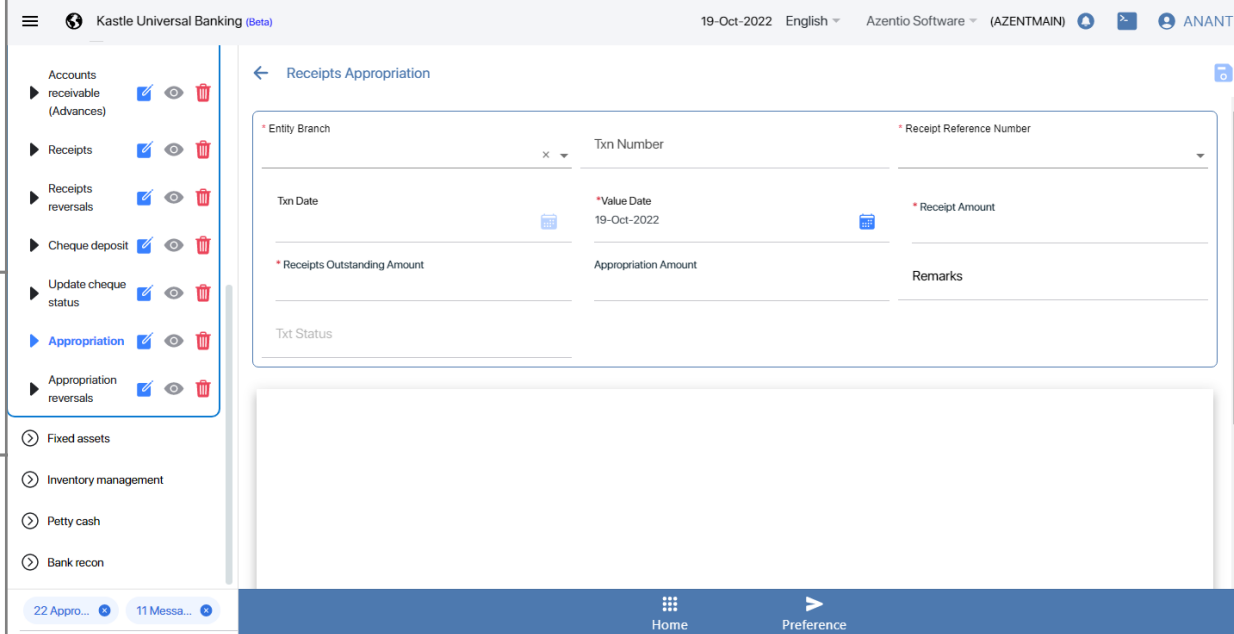 Kastle Universal Banking (Beta)
19-Oct-2022 English Azentio Software (AZENTMAIN) ANANT
Accounts
receivable
(Advances)
Receipts
Receipts
reversals
Cheque deposit
Update cheque
status
Appropriation
Appropriation
reversals
Fixed assets
Inventory management
Petty cash
Bank recon
22 Appro... 11 Messa...
Receipts Appropriation
* Entity Branch
Txn Number
* Receipt Reference Number
Txn Date
*Value Date
19-Oct-2022
* Receipt Amount
* Receipts Outstanding Amount
Appropriation Amount
Remarks
Txt Status
Home
Preference